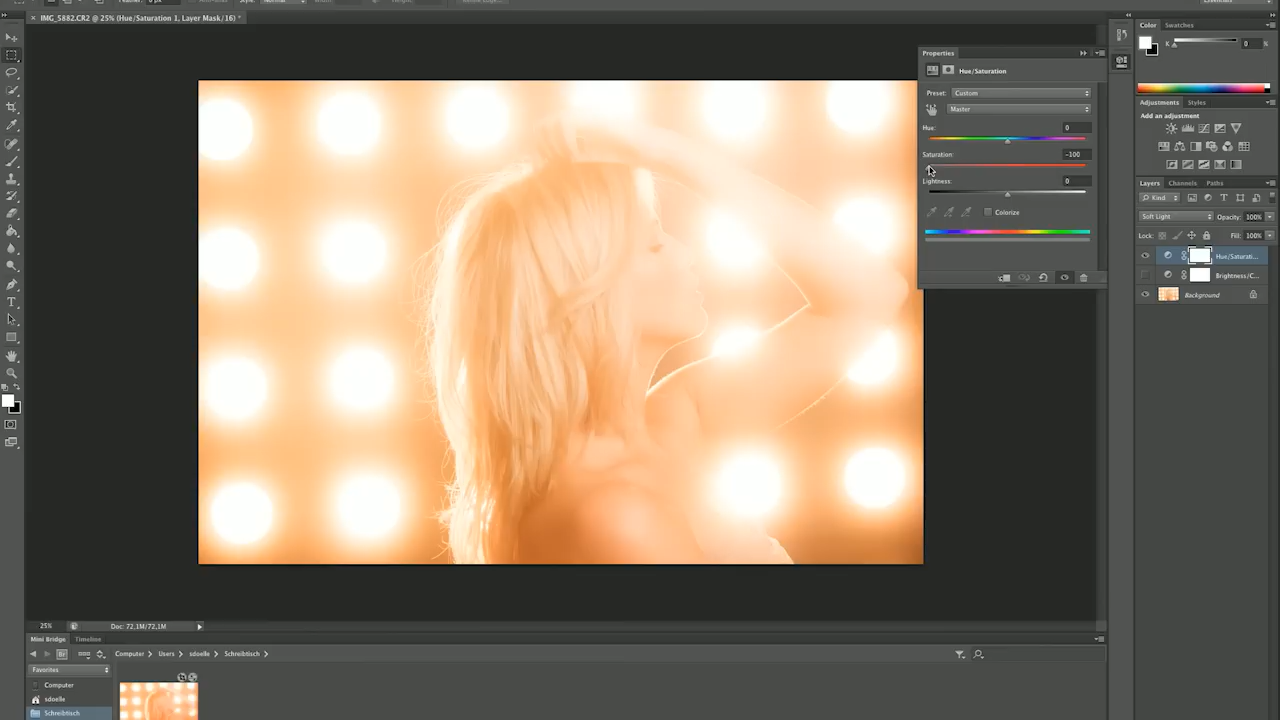 IMG_5882.CR2 @ 25% (Hue/Saturation 1, Layer Mask/16) *
Properties
Hue/Saturation
Preset: Custom
Master
Hue: 0
Saturation: -100
Lightness: 0
Colorize
Color Swatches
K 0 %
Adjustments Styles
Add an adjustment
Layers Channels Paths
Kind
Soft Light Opacity: 100%
Lock: Fill: 100%
Hue/Saturati...
Brightness/C...
Background
25% Doc: 72,1M/72,1M
Mini Bridge Timeline
Br Computer Users sdoelle Schreibtisch
Favorites
Computer
sdoelle
Schreibtisch